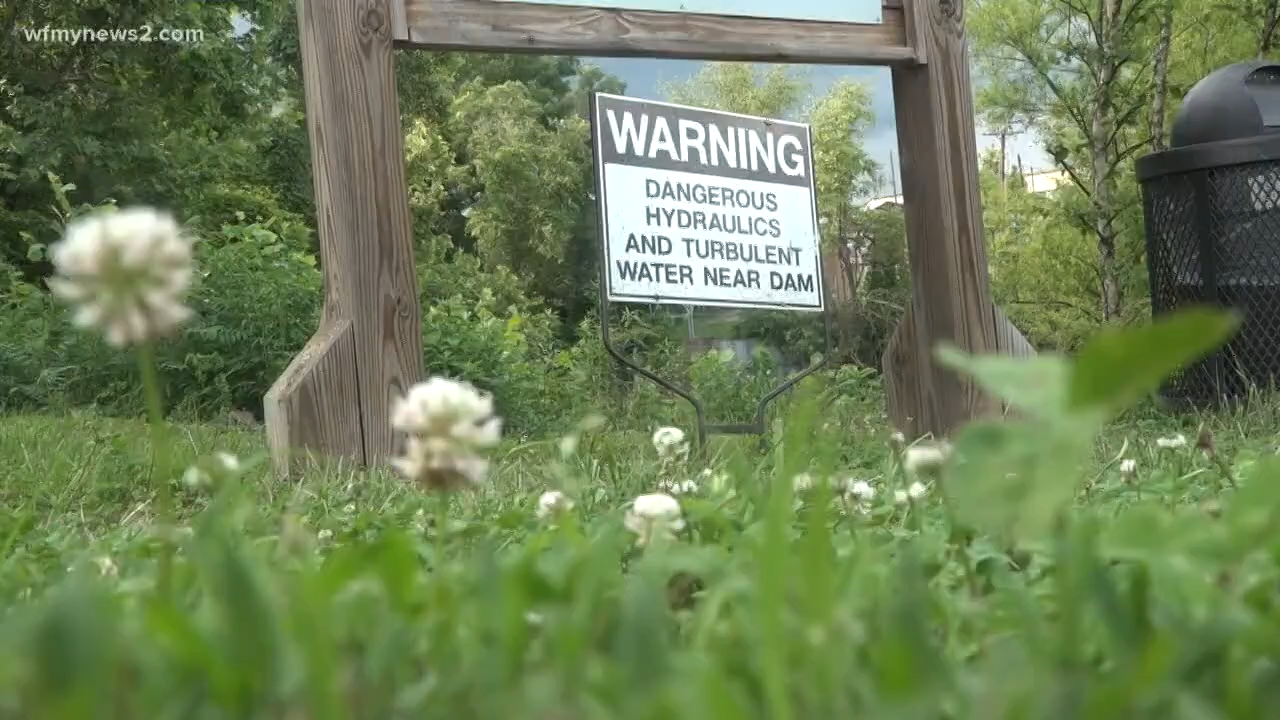 wfmynews2.com
WARNING
DANGEROUS
HYDRAULICS
AND TURBULENT
WATER NEAR DAM